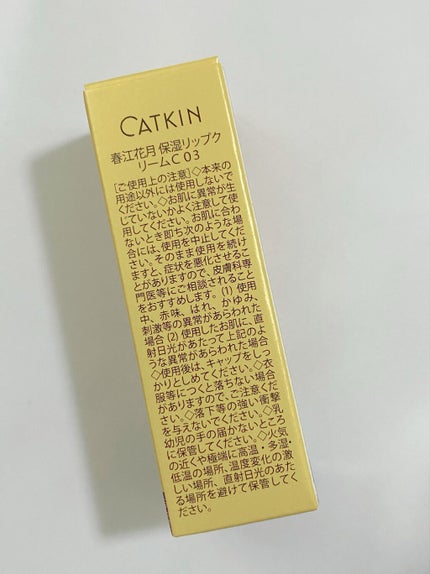 CATKIN
春江花月 保湿リップク
リームC 03
[ご使用上の注意]◇本来の
用途以外には使用しないで
ください。◇お肌に異常が生
じていないかよく注意して使
用してください。お肌に合わ
ないとき即ち次のような場
合には、使用を中止してくだ
さい。そのまま使用を続け
ますと、症状を悪化させるこ
とがありますので、皮膚科専
門医等にご相談されること
をおすすめします。(1) 使用
中、赤味、はれ、かゆみ、
刺激等の異常があらわれた
場合 (2) 使用したお肌に、直
射日光があたって上記のよ
うな異常があらわれた場合
◇使用後は、キャップをしっ
かりとしめてください。◇衣
服等につくと落ちない場合
がありますので、ご注意くだ
さい。◇落下等の強い衝撃
を与えないでください。◇乳
幼児の手の届かないところ
に保管してください。◇火気
の近くや極端に高温・多湿・
低温の場所、温度変化の激
しい場所、直射日光のあた
る場所を避けて保管してく
ださい。